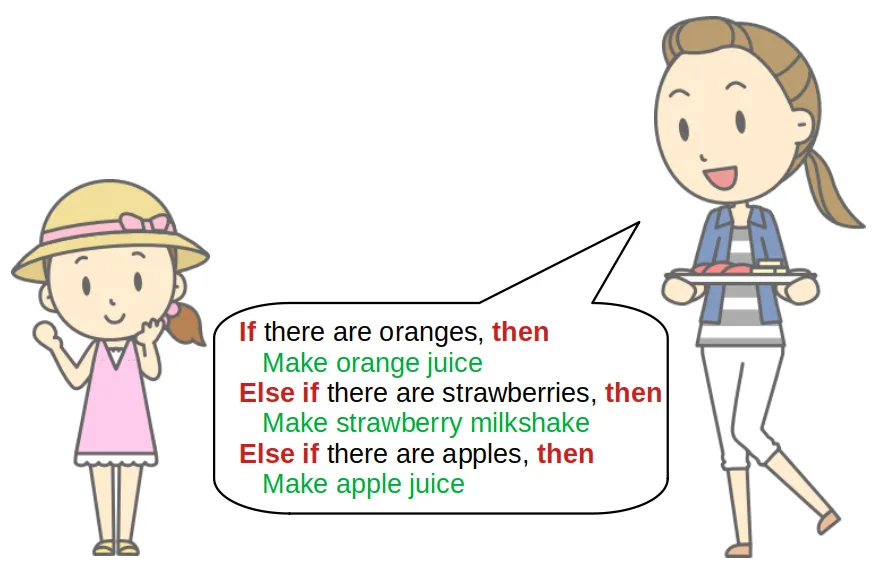 If there are oranges, then
Make orange juice
Else if there are strawberries, then
Make strawberry milkshake
Else if there are apples, then
Make apple juice